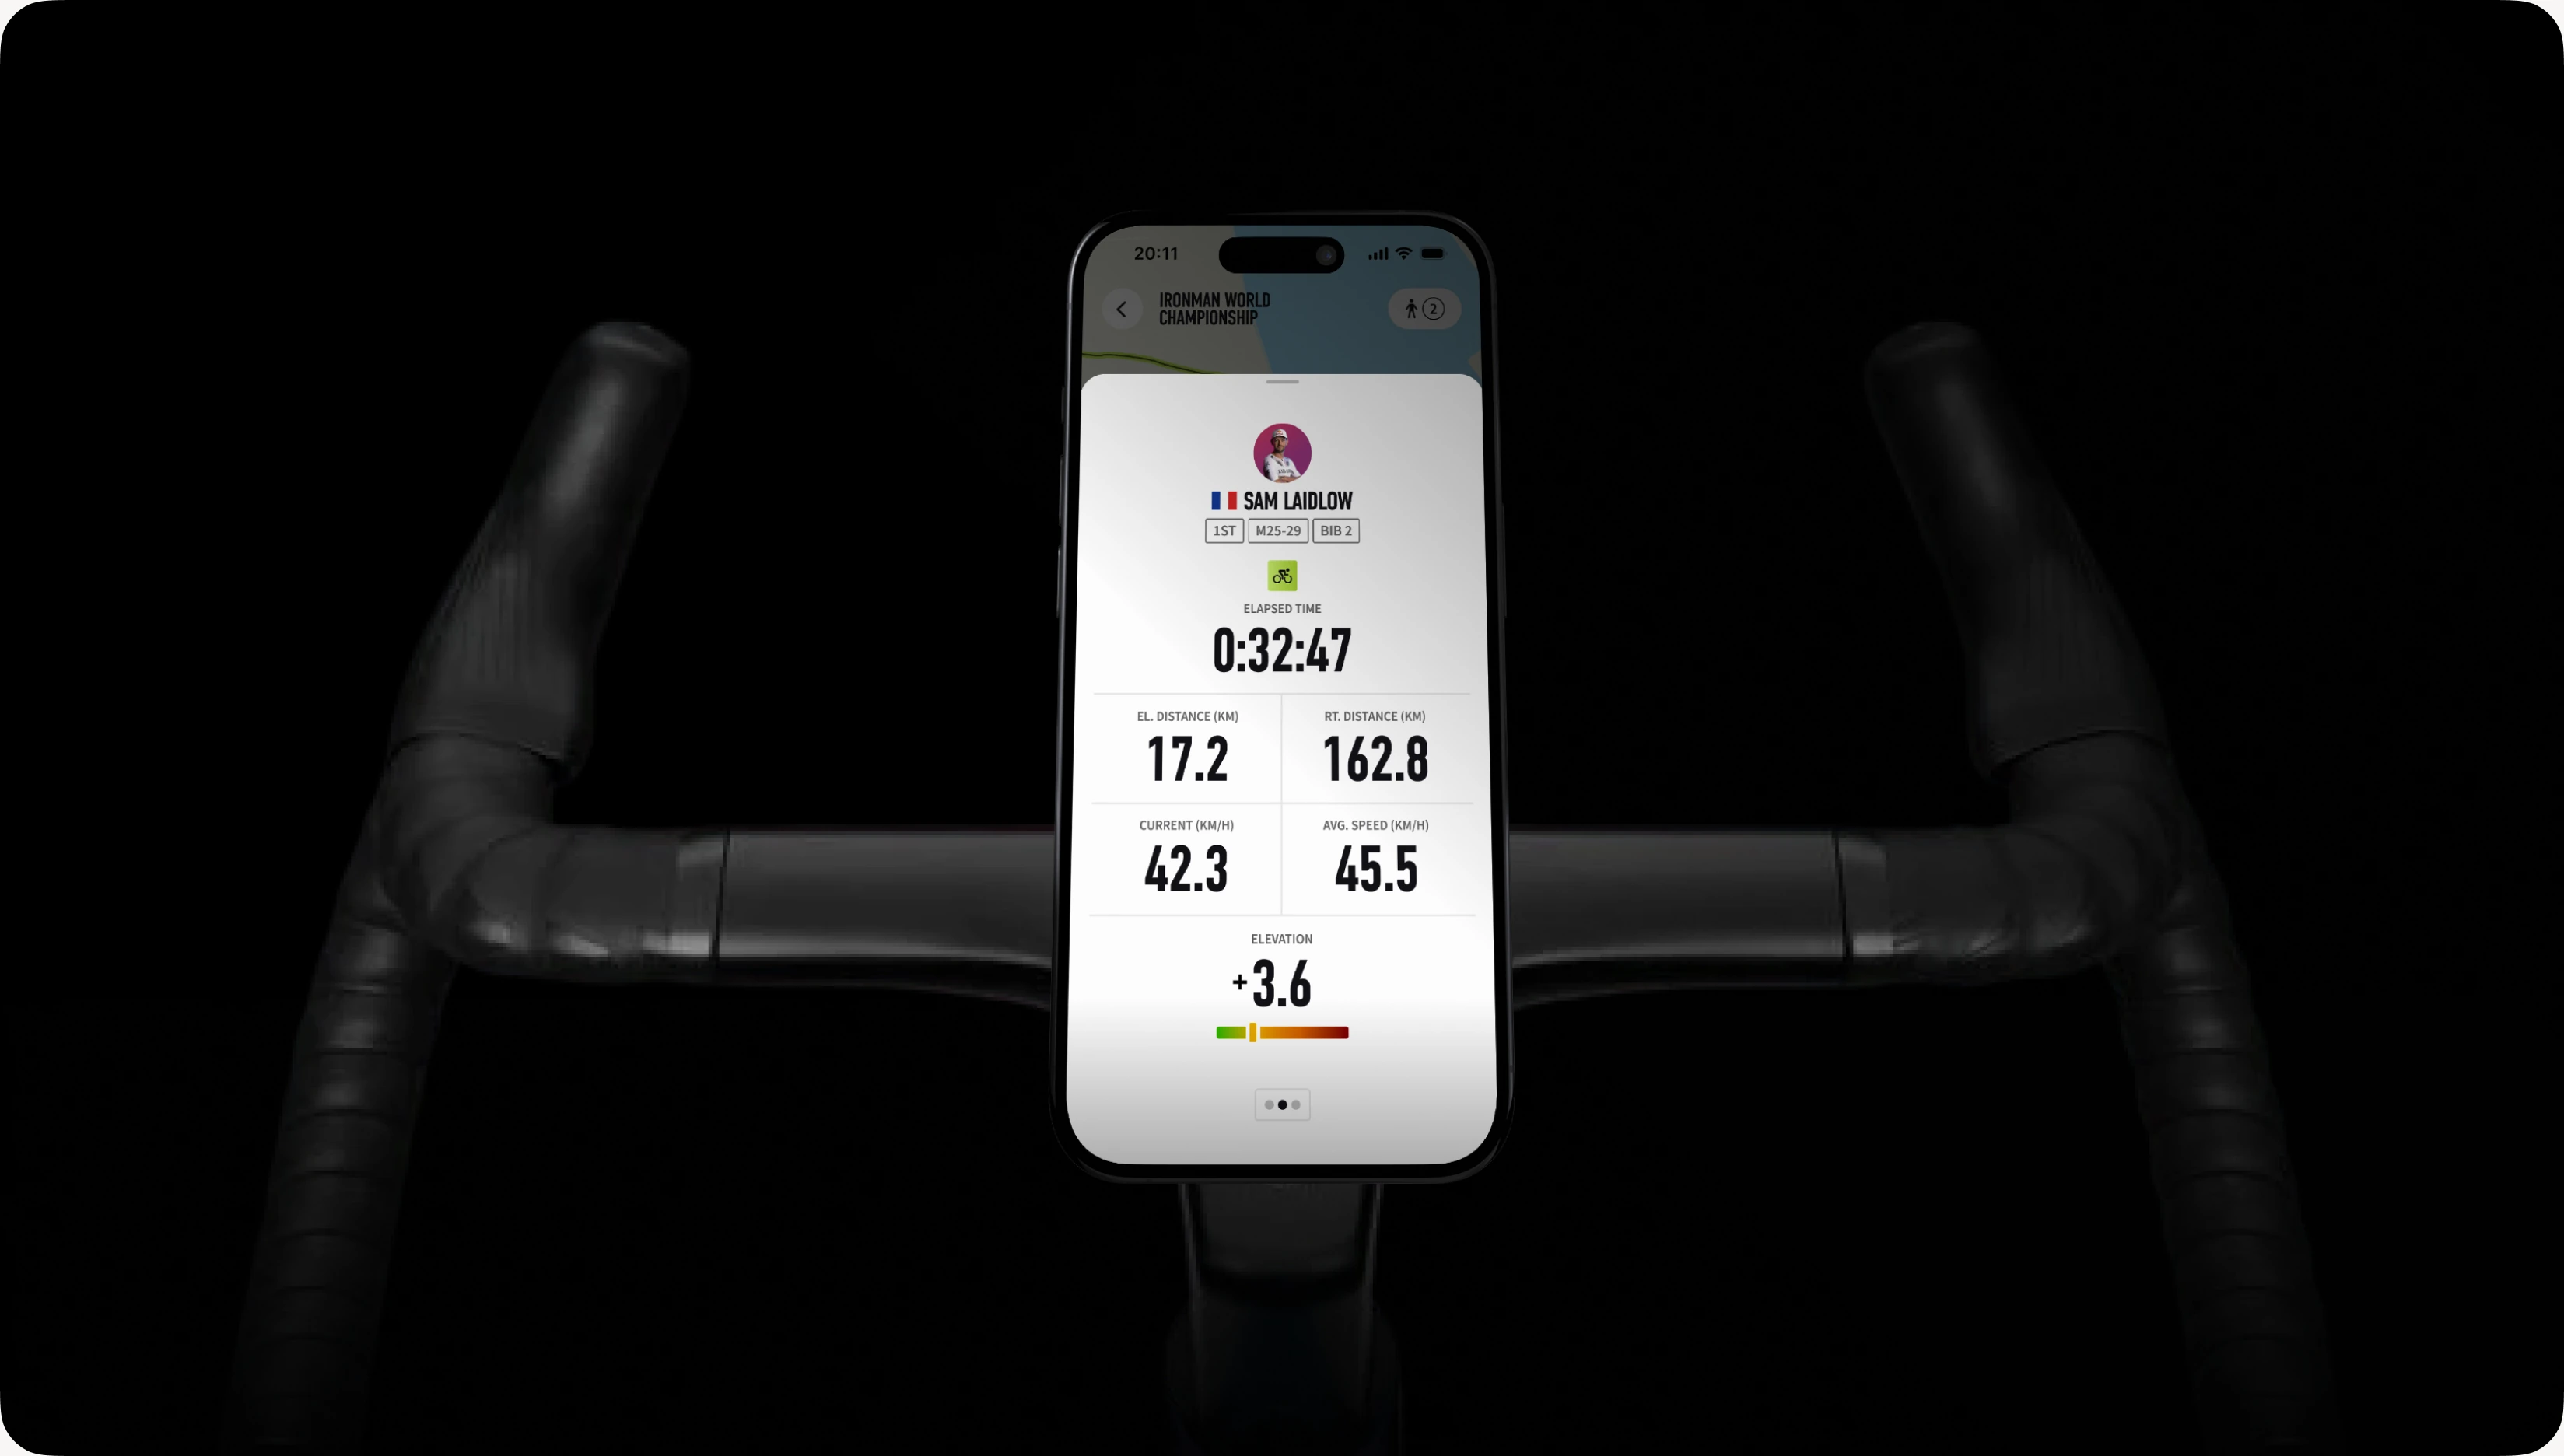 20:11
IRONMAN WORLD
CHAMPIONSHIP
2
SAM LAIDLOW
1ST M25-29 BIB 2
ELAPSED TIME
0:32:47
EL. DISTANCE (KM) RT. DISTANCE (KM)
17.2 162.8
CURRENT (KM/H) AVG. SPEED (KM/H)
42.3 45.5
ELEVATION
+3.6